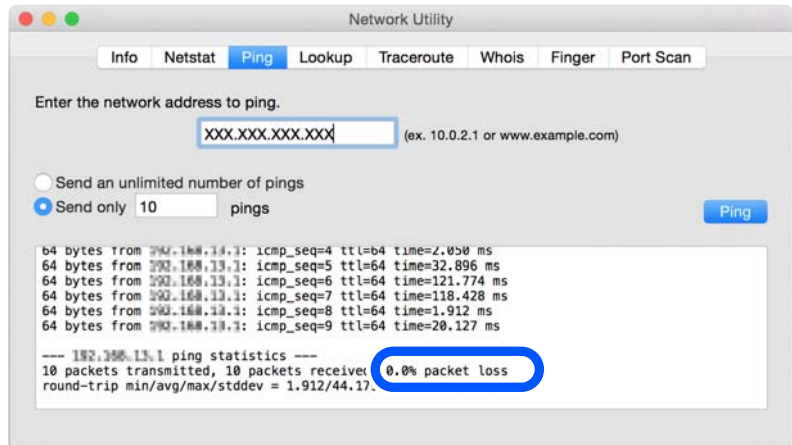 Network Utility
Info Netstat Ping Lookup Traceroute Whois Finger Port Scan
Enter the network address to ping.
XXX.XXX.XXX.XXX (ex. 10.0.2.1 or www.example.com)
Send an unlimited number of pings
Send only 10 pings
Ping
64 bytes from : icmp_seq=4 ttl=64 time=2.050 ms
64 bytes from : icmp_seq=5 ttl=64 time=32.896 ms
64 bytes from : icmp_seq=6 ttl=64 time=121.774 ms
64 bytes from : icmp_seq=7 ttl=64 time=118.428 ms
64 bytes from : icmp_seq=8 ttl=64 time=1.912 ms
64 bytes from : icmp_seq=9 ttl=64 time=20.127 ms
--- ping statistics ---
10 packets transmitted, 10 packets received 0.0% packet loss
round-trip min/avg/max/stddev = 1.912/44.17